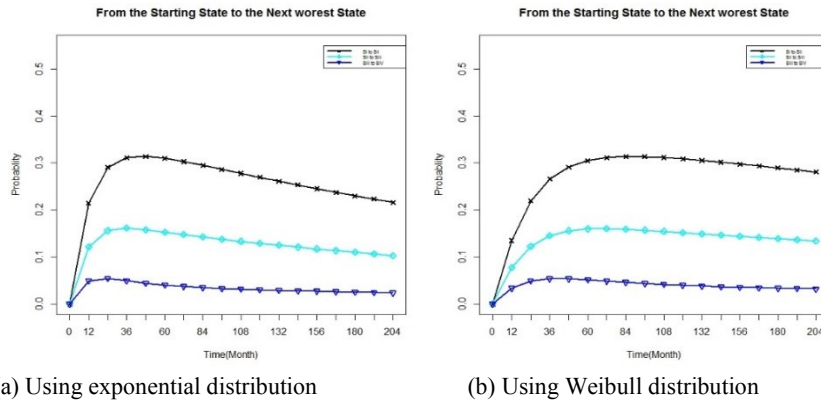 From the Starting State to the Next worest State
Probablity
0.5
0.4
0.3
0.2
0.1
0.0
0 12 36 60 84 108 132 156 180 204
Time(Month)
a) Using exponential distribution
From the Starting State to the Next worest State
Probablity
0.5
0.4
0.3
0.2
0.1
0.0
0 12 36 60 84 108 132 156 180 204
Time(Month)
(b) Using Weibull distribution